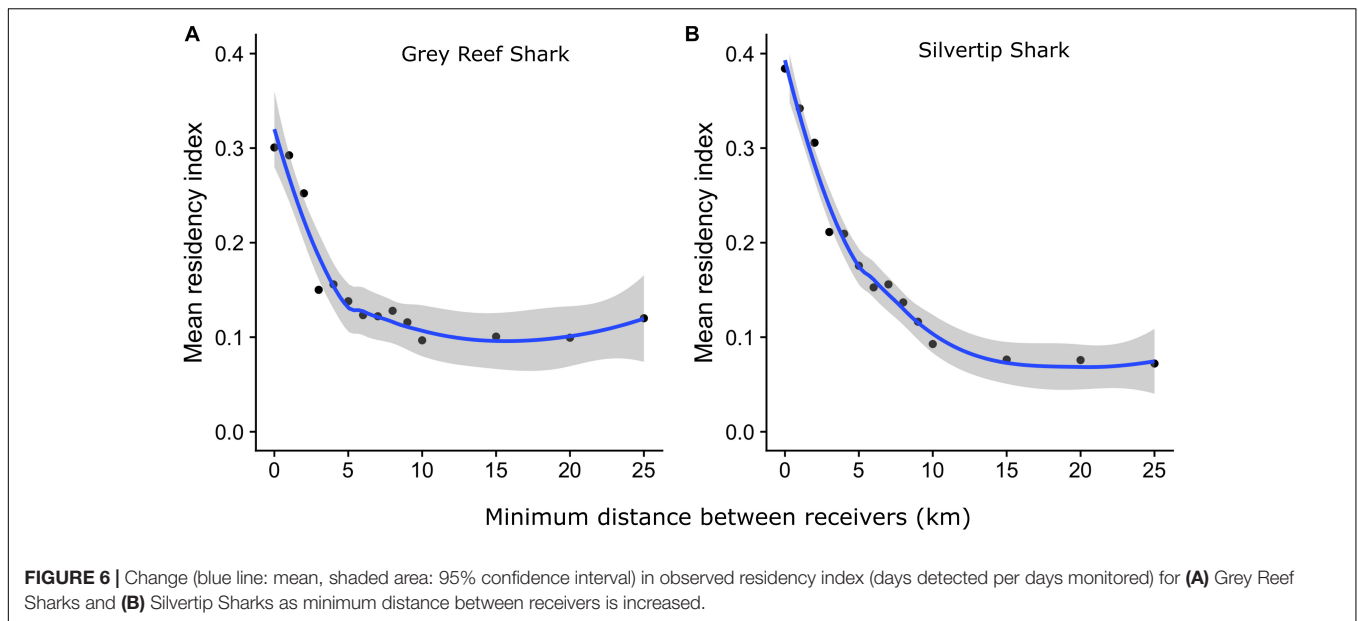 A
Grey Reef Shark
0.4
0.3
0.2
0.1
0.0
Mean residency index
0 5 10 15 20 25
B
Silvertip Shark
0.4
0.3
0.2
0.1
0.0
Mean residency index
0 5 10 15 20 25
Minimum distance between receivers (km)
FIGURE 6 | Change (blue line: mean, shaded area: 95% confidence interval) in observed residency index (days detected per days monitored) for (A) Grey Reef
Sharks and (B) Silvertip Sharks as minimum distance between receivers is increased.